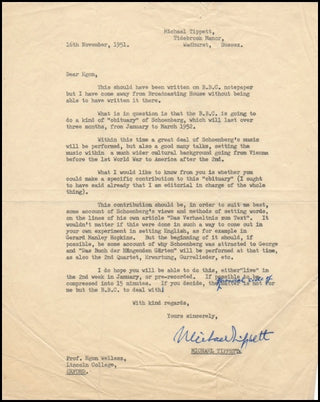 Michael Tippett,
Tidebrook Manor,
16th November, 1951.
Wadhurst, Sussex.
Dear Egon,
This should have been written on B.B.C. notepaper
but I have come away from Broadcasting House without being
able to have written it there.
What is in question is that the B.B.C. is going to
do a kind of "obituary" of Schoenberg, which will last over
three months, from January to March 1952.
Within this time a great deal of Schoenberg's music
will be performed, but also a good many talks, setting the
music within a much wider cultural background going from Vienna
before the 1st World War to America after the 2nd.
What I would like to know from you is whether you
could make a specific contribution to this "obituary" (I ought
to have said already that I am editorial in charge of the whole
thing).
This contribution should be, in order to suit me best,
some account of Schoenberg's views and methods of setting words,
on the lines of his own article "Das Verhaeltnis zum Text". It
wouldn't matter if this were done in such a way to come out in
your own experiment in setting English, as for example in
Gerard Manley Hopkins. But the beginning of it should, if
possible, be some account of why Schoenberg was attracted to George
and "Das Buch der Hängenden Gärten" will be performed at that time,
as also the 2nd Quartet, Erwartung, Gurrelieder, etc.
I do hope you will be able to do this, either "live" in
the 2nd week in January, or pre-recorded. If possible to be
compressed into 15 minutes. If you decide,
is not for
me but the B.B.C. to deal with.
With kind regards,
Yours sincerely,
Michael Tippett
MICHAEL TIPPETT.
Prof. Egon Wellesz,
Lincoln College,
OXFORD.